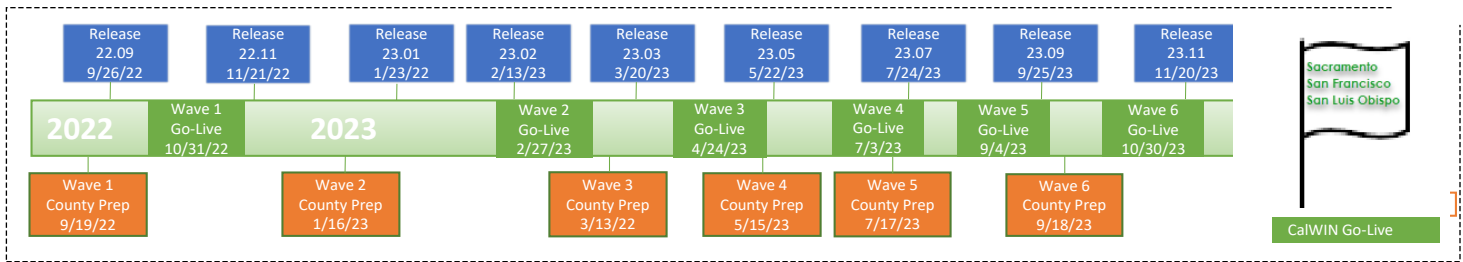 Release
22.09
9/26/22
Release
22.11
11/21/22
Release
23.01
1/23/22
Release
23.02
2/13/23
Release
23.03
3/20/23
Release
23.05
5/22/23
Release
23.07
7/24/23
Release
23.09
9/25/23
Release
23.11
11/20/23
2022
Wave 1
Go-Live
10/31/22
2023
Wave 2
Go-Live
2/27/23
Wave 3
Go-Live
4/24/23
Wave 4
Go-Live
7/3/23
Wave 5
Go-Live
9/4/23
Wave 6
Go-Live
10/30/23
Wave 1
County Prep
9/19/22
Wave 2
County Prep
1/16/23
Wave 3
County Prep
3/13/22
Wave 4
County Prep
5/15/23
Wave 5
County Prep
7/17/23
Wave 6
County Prep
9/18/23
Sacramento
San Francisco
San Luis Obispo
CalWIN Go-Live